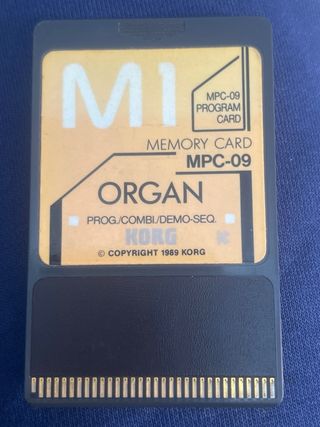 M1
MPC-09
PROGRAM
CARD
MEMORY CARD
MPC-09
ORGAN
PROG./COMBI/DEMO-SEQ.
KORG
© COPYRIGHT 1989 KORG